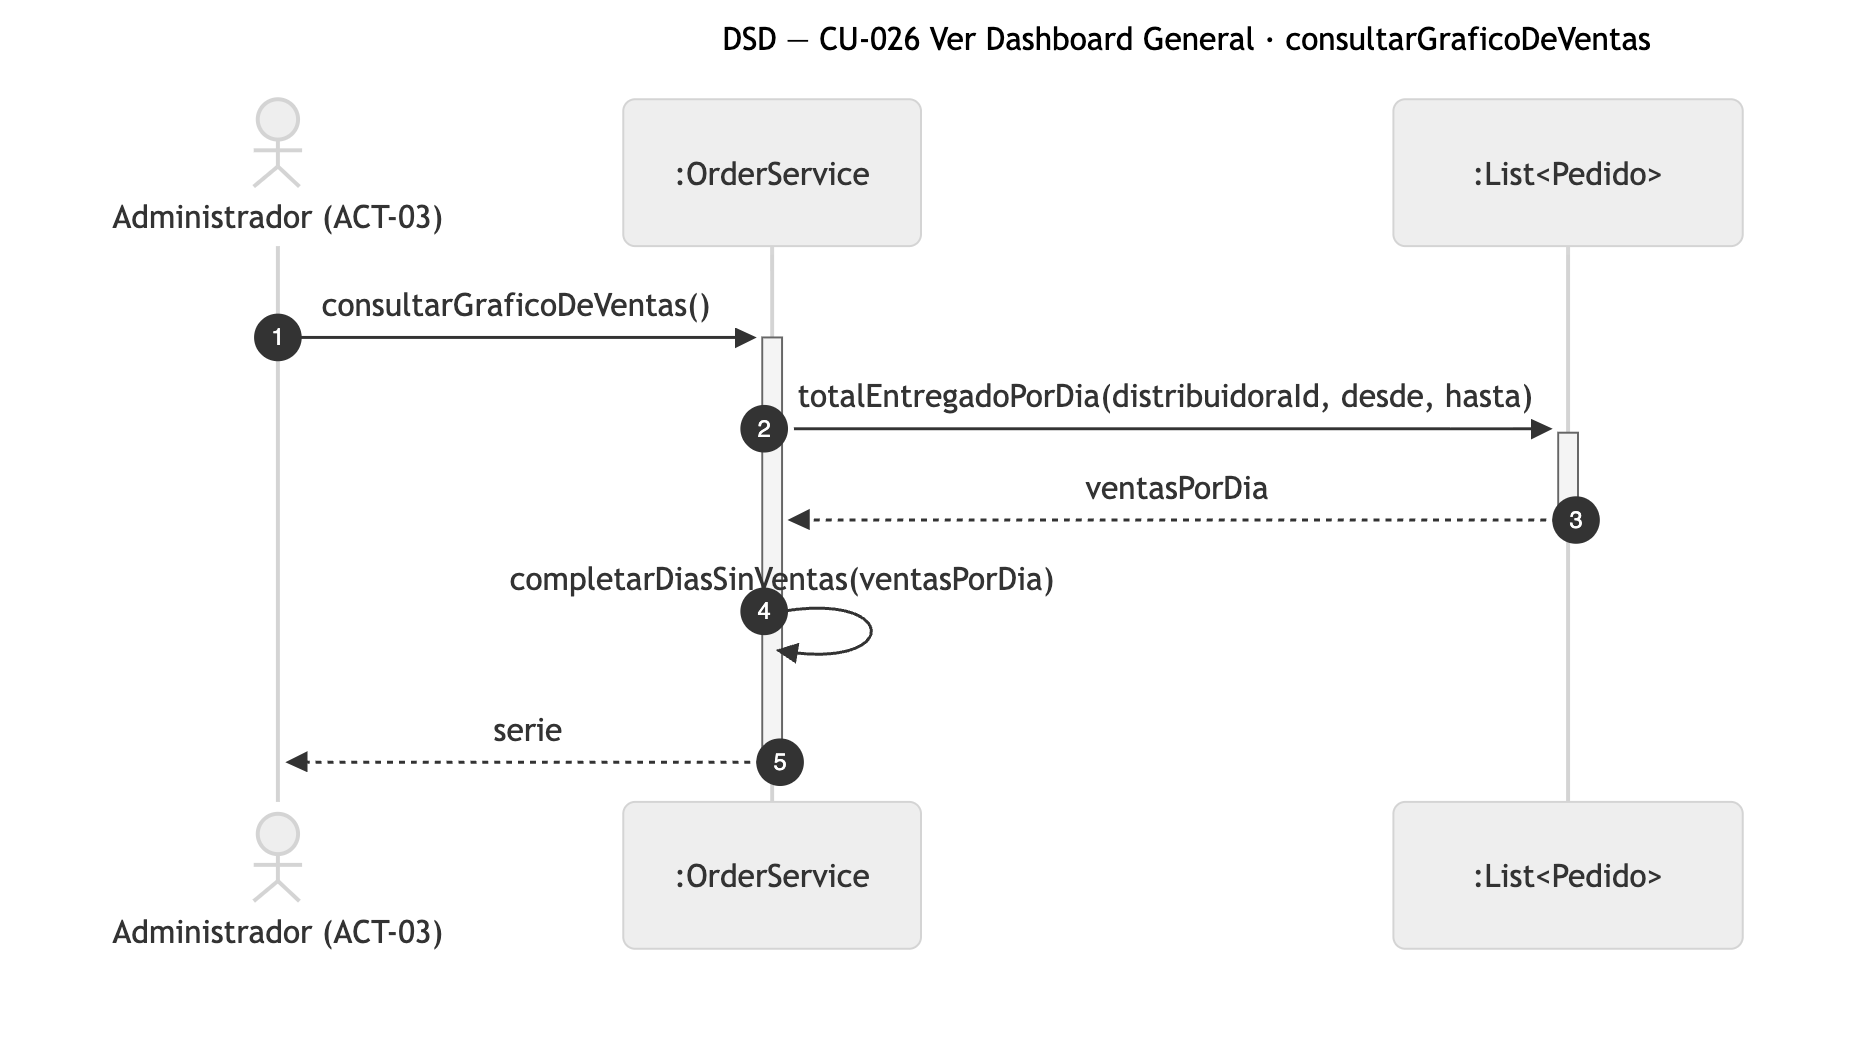 DSD — CU-026 Ver Dashboard General · consultarGraficoDeVentas
Administrador (ACT-03)
:OrderService
:List<Pedido>
consultarGraficoDeVentas()
1
totalEntregadoPorDia(distribuidoraId, desde, hasta)
2
ventasPorDia
3
completarDiasSinVentas(ventasPorDia)
4
serie
5
Administrador (ACT-03)
:OrderService
:List<Pedido>